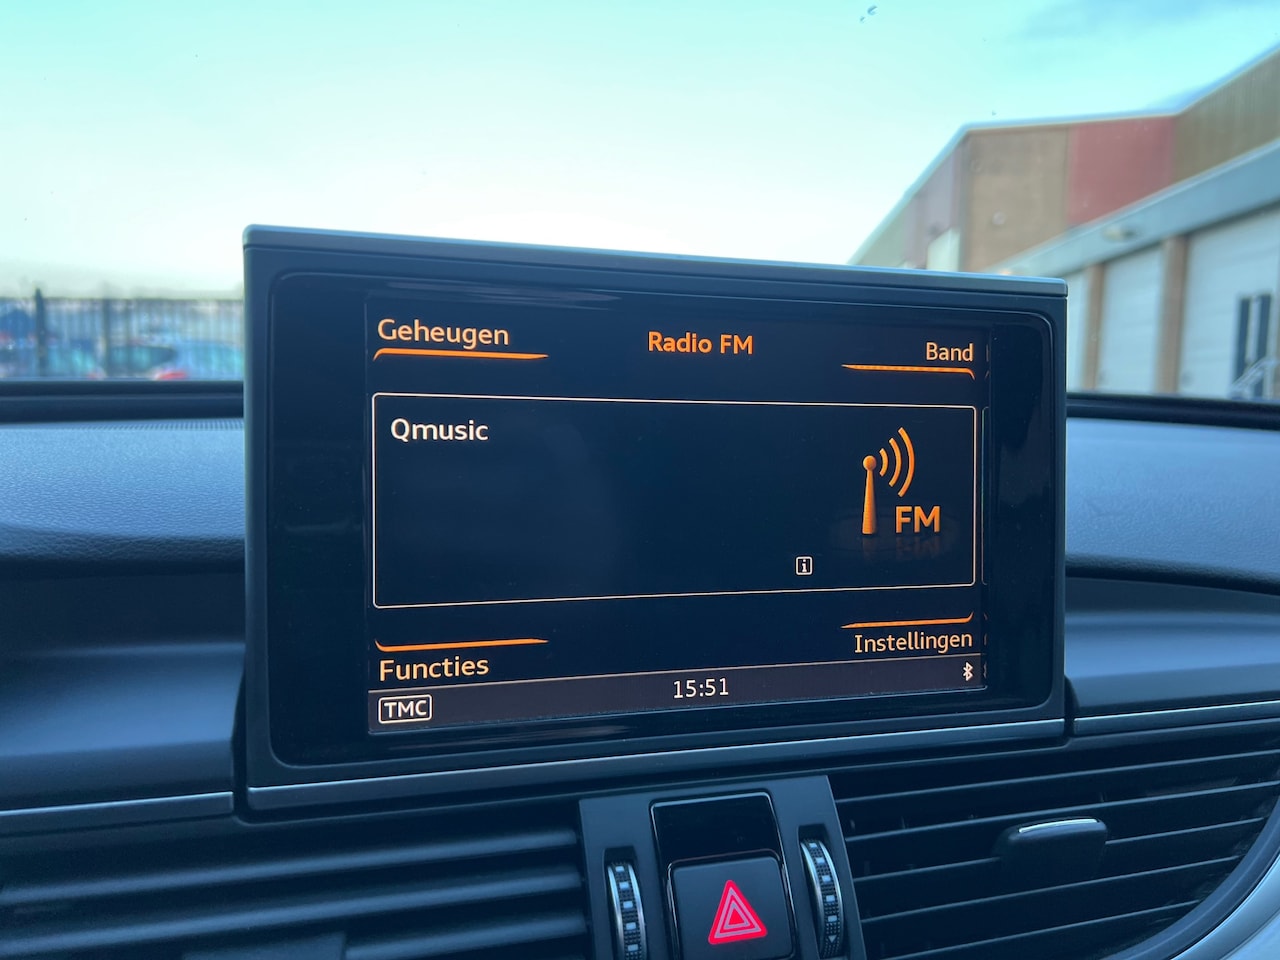 Geheugen
Radio FM
Band
Qmusic
FM
i
Functies
Instellingen
TMC
15:51